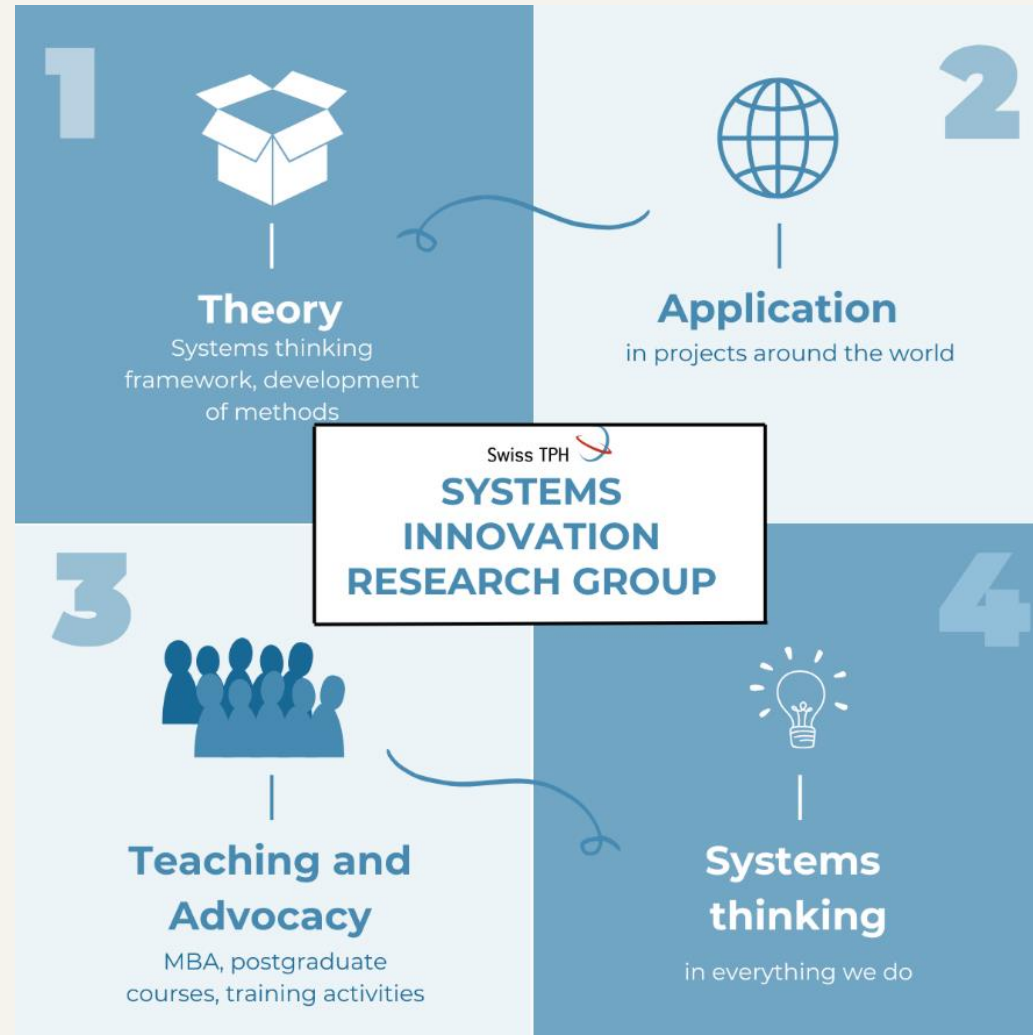 1
Theory
Systems thinking
framework, development
of methods
2
Application
in projects around the world
Swiss TPH
SYSTEMS
INNOVATION
RESEARCH GROUP
3
Teaching and
Advocacy
MBA, postgraduate
courses, training activities
4
Systems
thinking
in everything we do